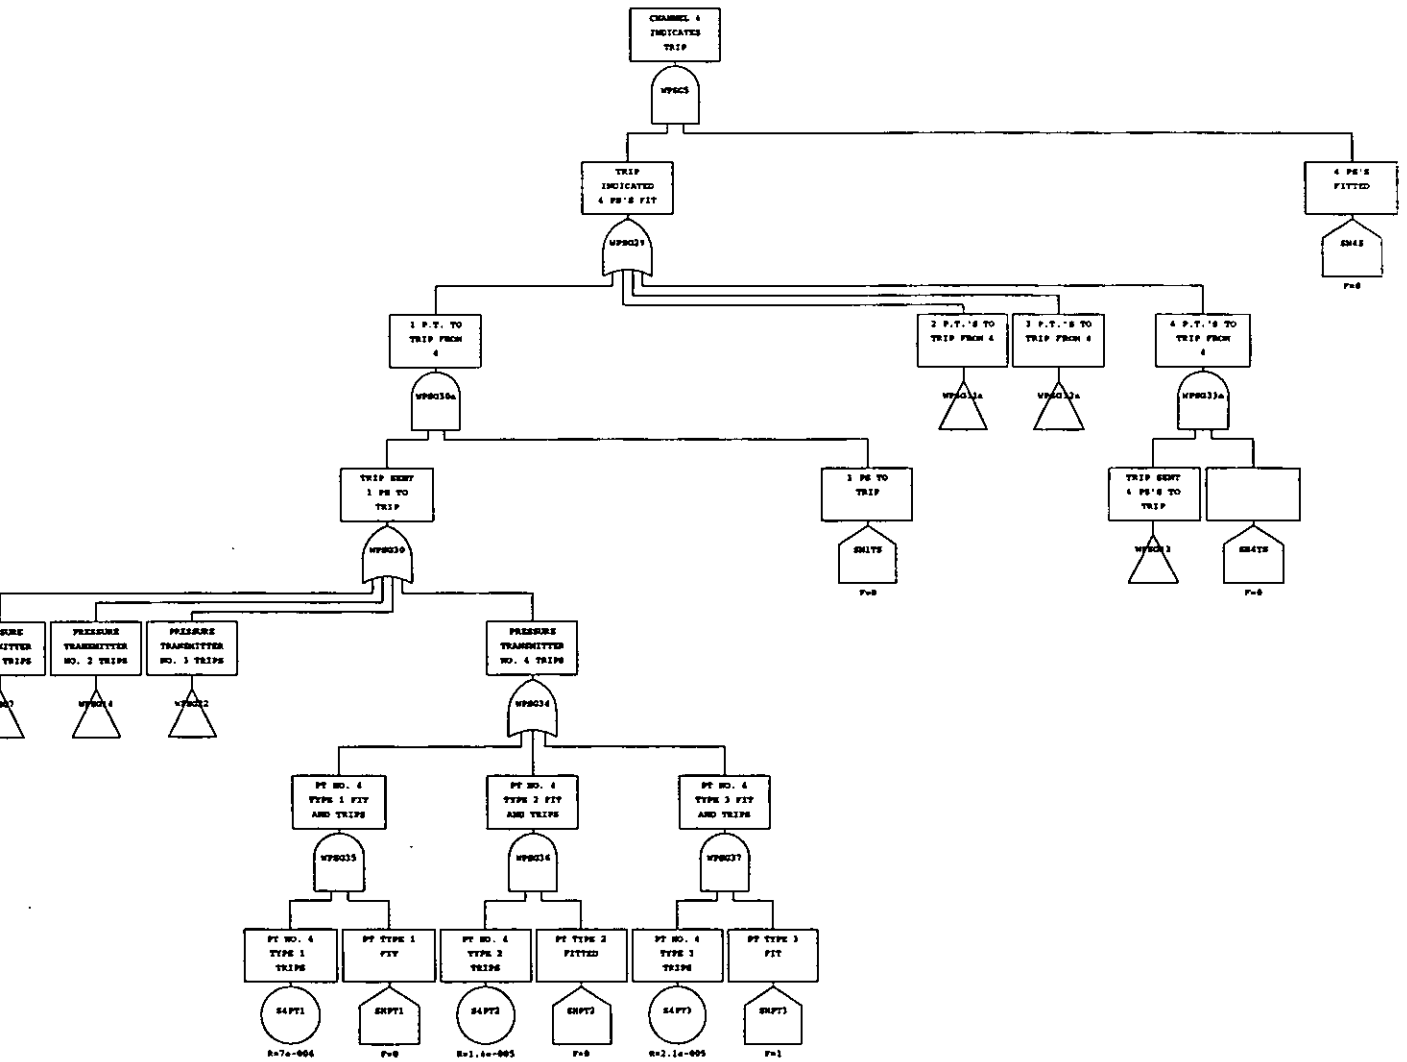 CHANNEL 4
INDICATES
TRIP
WPSG5
TRIP
INDICATED
4 PS'S FIT
4 PS'S
FITTED
WPSG29
SN4S
F=0
1 P.T. TO
TRIP FROM
4
2 P.T.'S TO
TRIP FROM 4
3 P.T.'S TO
TRIP FROM 4
4 P.T.'S TO
TRIP FROM
4
WPSG30a
WPSG33a
TRIP SENT
1 PS TO
TRIP
1 PS TO
TRIP
TRIP SENT
4 PS'S TO
TRIP
WPSG30
SN1TS
SN4TS
F=0
F=0
SURE
ITTER
TRIPS
PRESSURE
TRANSMITTER
NO. 2 TRIPS
PRESSURE
TRANSMITTER
NO. 3 TRIPS
PRESSURE
TRANSMITTER
NO. 4 TRIPS
WPSG34
PT NO. 4
TYPE 1 FIT
AND TRIPS
PT NO. 4
TYPE 2 FIT
AND TRIPS
PT NO. 4
TYPE 3 FIT
AND TRIPS
WPSG35
WPSG36
WPSG37
PT NO. 4
TYPE 1
TRIPS
PT TYPE 1
FIT
PT NO. 4
TYPE 2
TRIPS
PT TYPE 2
FITTED
PT NO. 4
TYPE 3
TRIPS
PT TYPE 3
FIT
S4PT1
SNPT1
S4PT2
SNPT2
S4PT3
SNPT3
R=7e-006
F=0
R=1.6e-005
F=0
R=2.1e-005
F=1